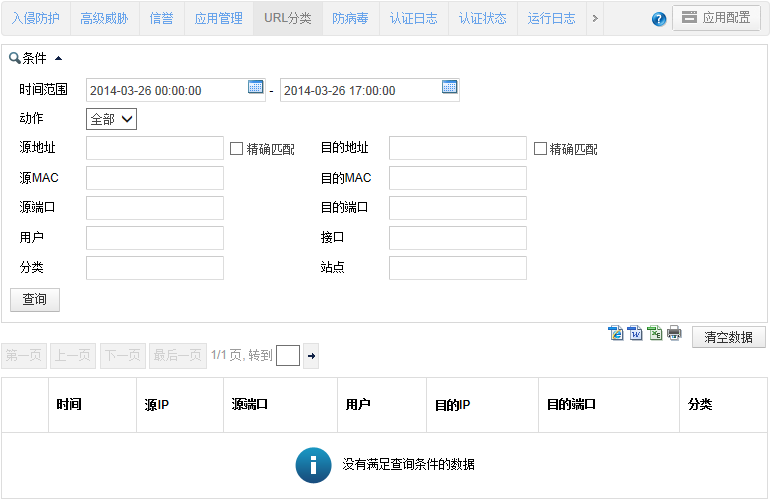 入侵防护 高级威胁 信誉 应用管理 URL分类 防病毒 认证日志 认证状态 运行日志 > ? 应用配置
条件
时间范围 2014-03-26 00:00:00 - 2014-03-26 17:00:00
动作 全部
源地址 精确匹配 目的地址 精确匹配
源MAC 目的MAC
源端口 目的端口
用户 接口
分类 站点
查询
清空数据
第一页 上一页 下一页 最后一页 1/1 页, 转到
时间 源IP 源端口 用户 目的IP 目的端口 分类
没有满足查询条件的数据